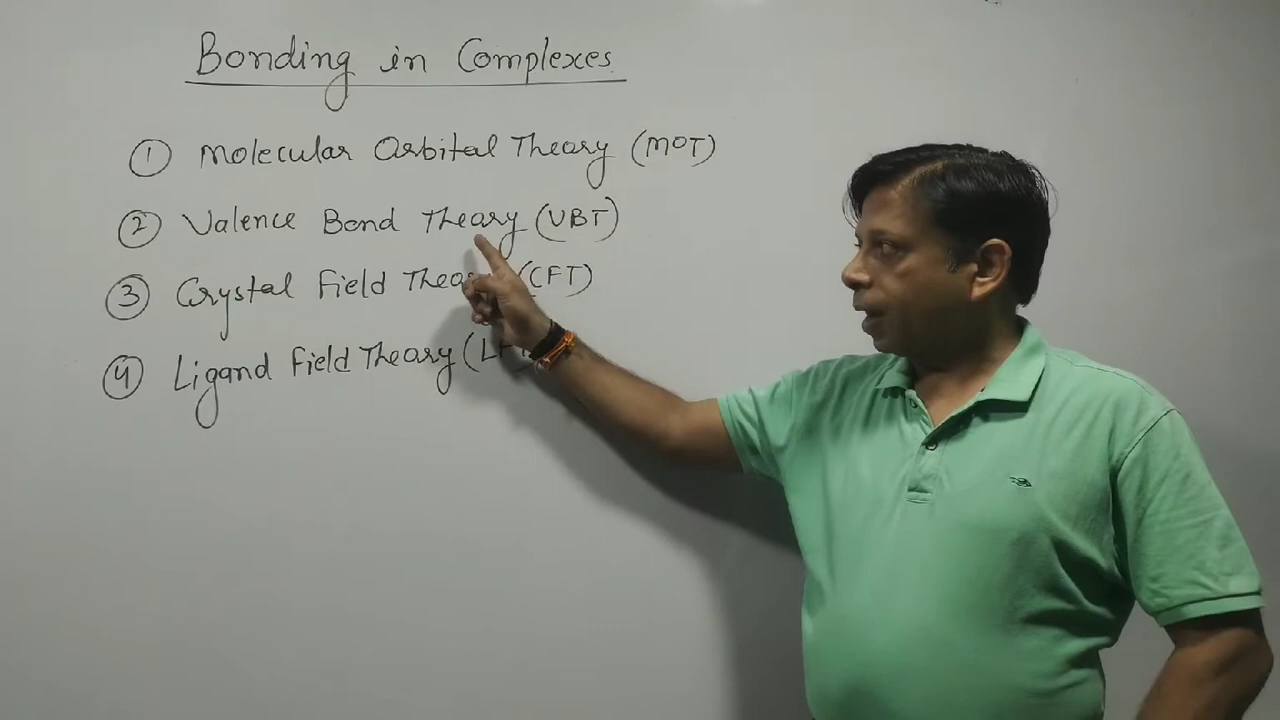 Bonding in Complexes
① Molecular Orbital Theory (MOT)
② Valence Bond Theory (VBT)
③ Crystal Field (CFT)
④ Ligand Field Theory